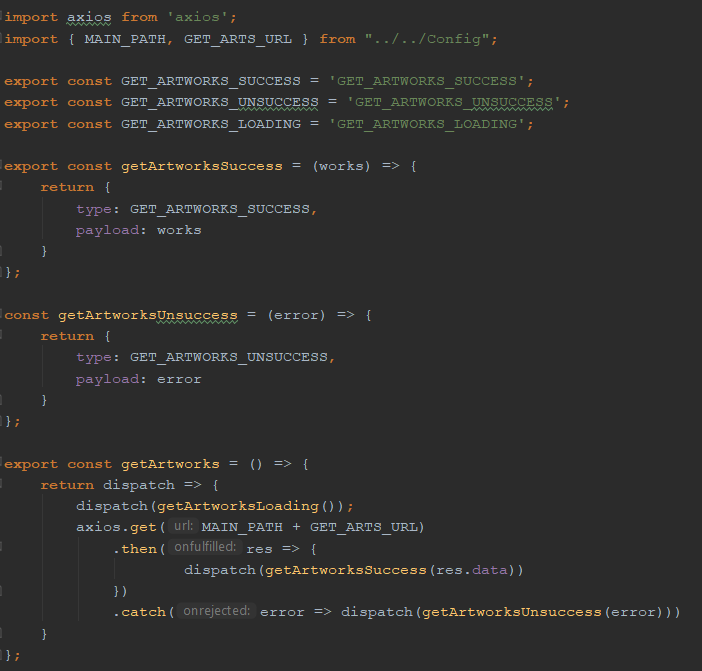 import axios from 'axios';
import { MAIN_PATH, GET_ARTS_URL } from "../../Config";

export const GET_ARTWORKS_SUCCESS = 'GET_ARTWORKS_SUCCESS';
export const GET_ARTWORKS_UNSUCCESS = 'GET_ARTWORKS_UNSUCCESS';
export const GET_ARTWORKS_LOADING = 'GET_ARTWORKS_LOADING';

export const getArtworksSuccess = (works) => {
    return {
        type: GET_ARTWORKS_SUCCESS,
        payload: works
    }
};

const getArtworksUnsuccess = (error) => {
    return {
        type: GET_ARTWORKS_UNSUCCESS,
        payload: error
    }
};

export const getArtworks = () => {
    return dispatch => {
        dispatch(getArtworksLoading());
        axios.get( url: MAIN_PATH + GET_ARTS_URL)
            .then( onfulfilled: res => {
                    dispatch(getArtworksSuccess(res.data))
            })
            .catch( onrejected: error => dispatch(getArtworksUnsuccess(error)))
    }
};